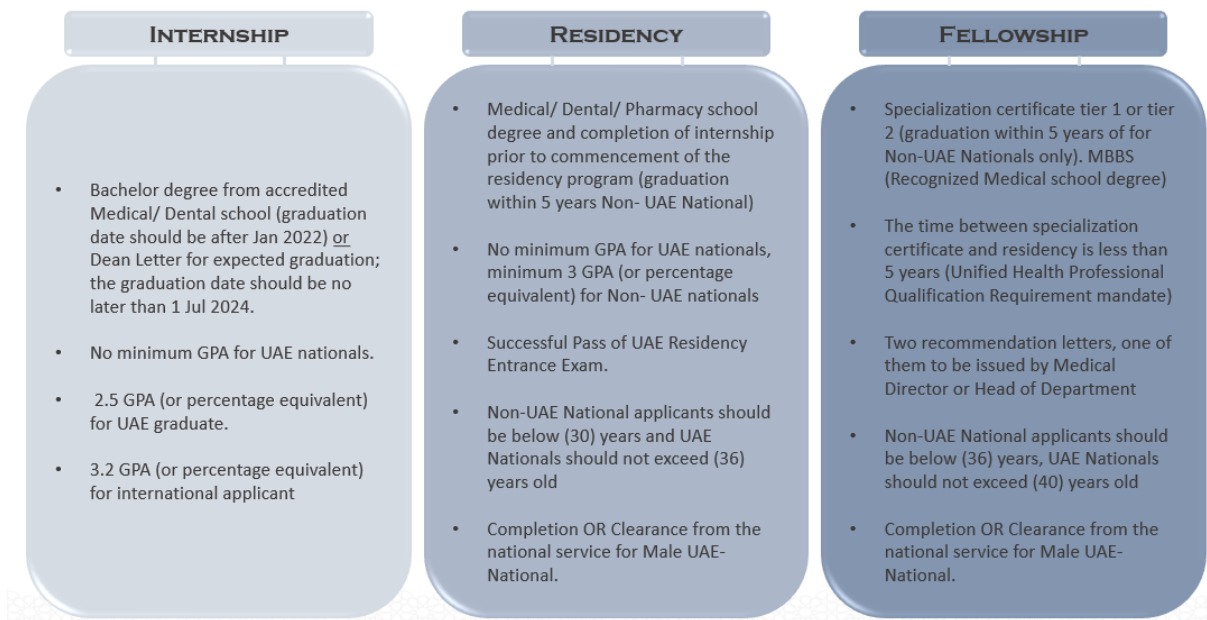 INTERNSHIP
• Bachelor degree from accredited
Medical/ Dental school (graduation
date should be after Jan 2022) or
Dean Letter for expected graduation;
the graduation date should be no
later than 1 Jul 2024.
• No minimum GPA for UAE nationals.
• 2.5 GPA (or percentage equivalent)
for UAE graduate.
• 3.2 GPA (or percentage equivalent)
for international applicant
RESIDENCY
• Medical/ Dental/ Pharmacy school
degree and completion of internship
prior to commencement of the
residency program (graduation
within 5 years Non- UAE National)
• No minimum GPA for UAE nationals,
minimum 3 GPA (or percentage
equivalent) for Non- UAE nationals
• Successful Pass of UAE Residency
Entrance Exam.
• Non-UAE National applicants should
be below (30) years and UAE
Nationals should not exceed (36)
years old
• Completion OR Clearance from the
national service for Male UAE-
National.
FELLOWSHIP
• Specialization certificate tier 1 or tier
2 (graduation within 5 years of for
Non-UAE Nationals only). MBBS
(Recognized Medical school degree)
• The time between specialization
certificate and residency is less than
5 years (Unified Health Professional
Qualification Requirement mandate)
• Two recommendation letters, one of
them to be issued by Medical
Director or Head of Department
• Non-UAE National applicants should
be below (36) years, UAE Nationals
should not exceed (40) years old
• Completion OR Clearance from the
national service for Male UAE-
National.